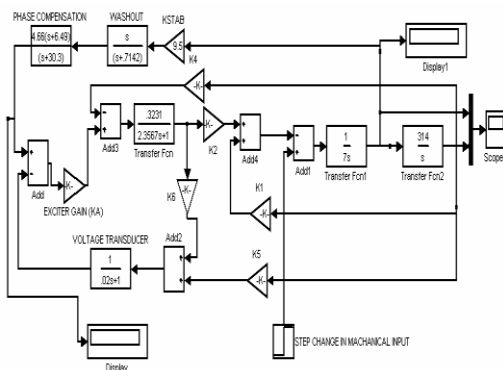 PHASE COMPENSATION
WASHOUT
KSTAB
4.66(s+6.49)
(s+30.3)
s
(s+.7142)
9.5
K4
Display1
-K-
.3231
2.3567s+1
Add3
Transfer Fcn
-K-
K2
Add4
Add1
1
7s
Transfer Fcn1
314
s
Transfer Fcn2
Scope
Add
-K-
EXCITER GAIN (KA)
K6
-K-
K1
-K-
VOLTAGE TRANSDUCER
1
.02s+1
Add2
K5
-K-
STEP CHANGE IN MACHANICAL INPUT
Display